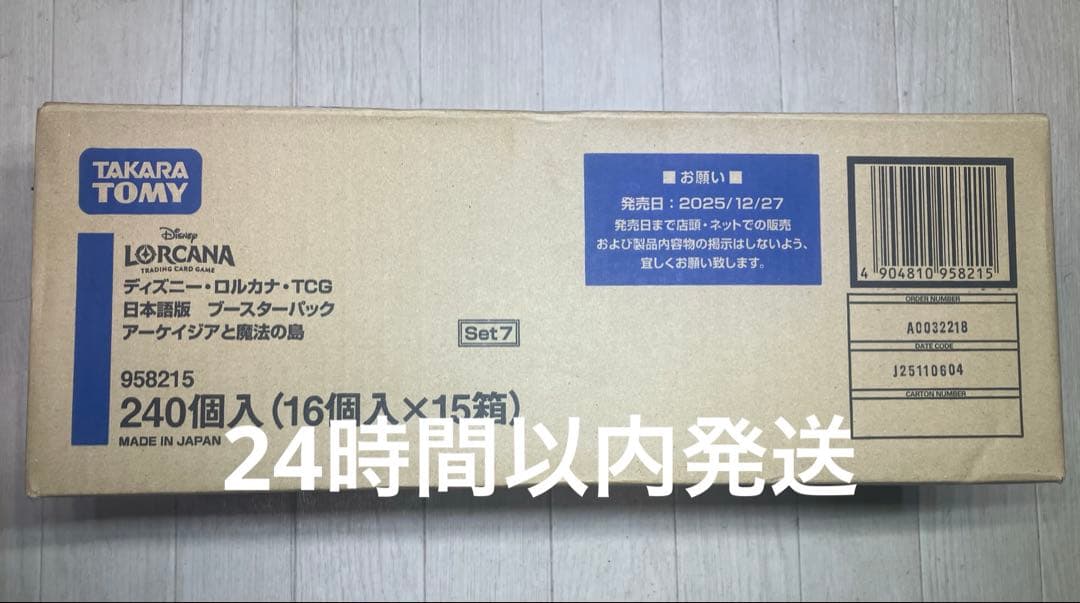 TAKARA
TOMY
Disney
LORCANA
TRADING CARD GAME
ディズニー・ロルカナ・TCG
日本語版 ブースターパック
アーケイジアと魔法の島
Set7
958215
240個入(16個入×15箱)
MADE IN JAPAN
■お願い■
発売日:2025/12/27
発売日まで店頭・ネットでの販売
および製品内容物の掲示はしないよう、
宜しくお願い致します。
4 904810 958215
ORDER NUMBER
A0032218
DATE CODE
J25110604
CARTON NUMBER
24時間以内発送